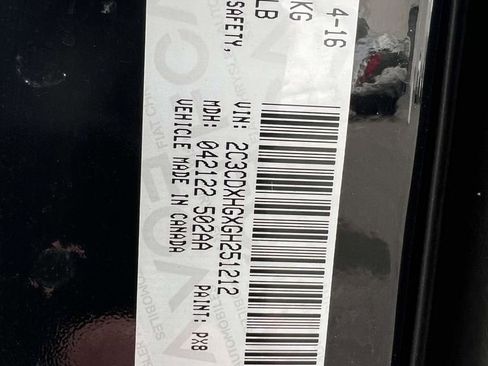 4-16
KG
LB
SAFETY,
VIN: 2C3CDXHGXGH251212
MDH: 042122 502AA PAINT: PX8
VEHICLE MADE IN CANADA